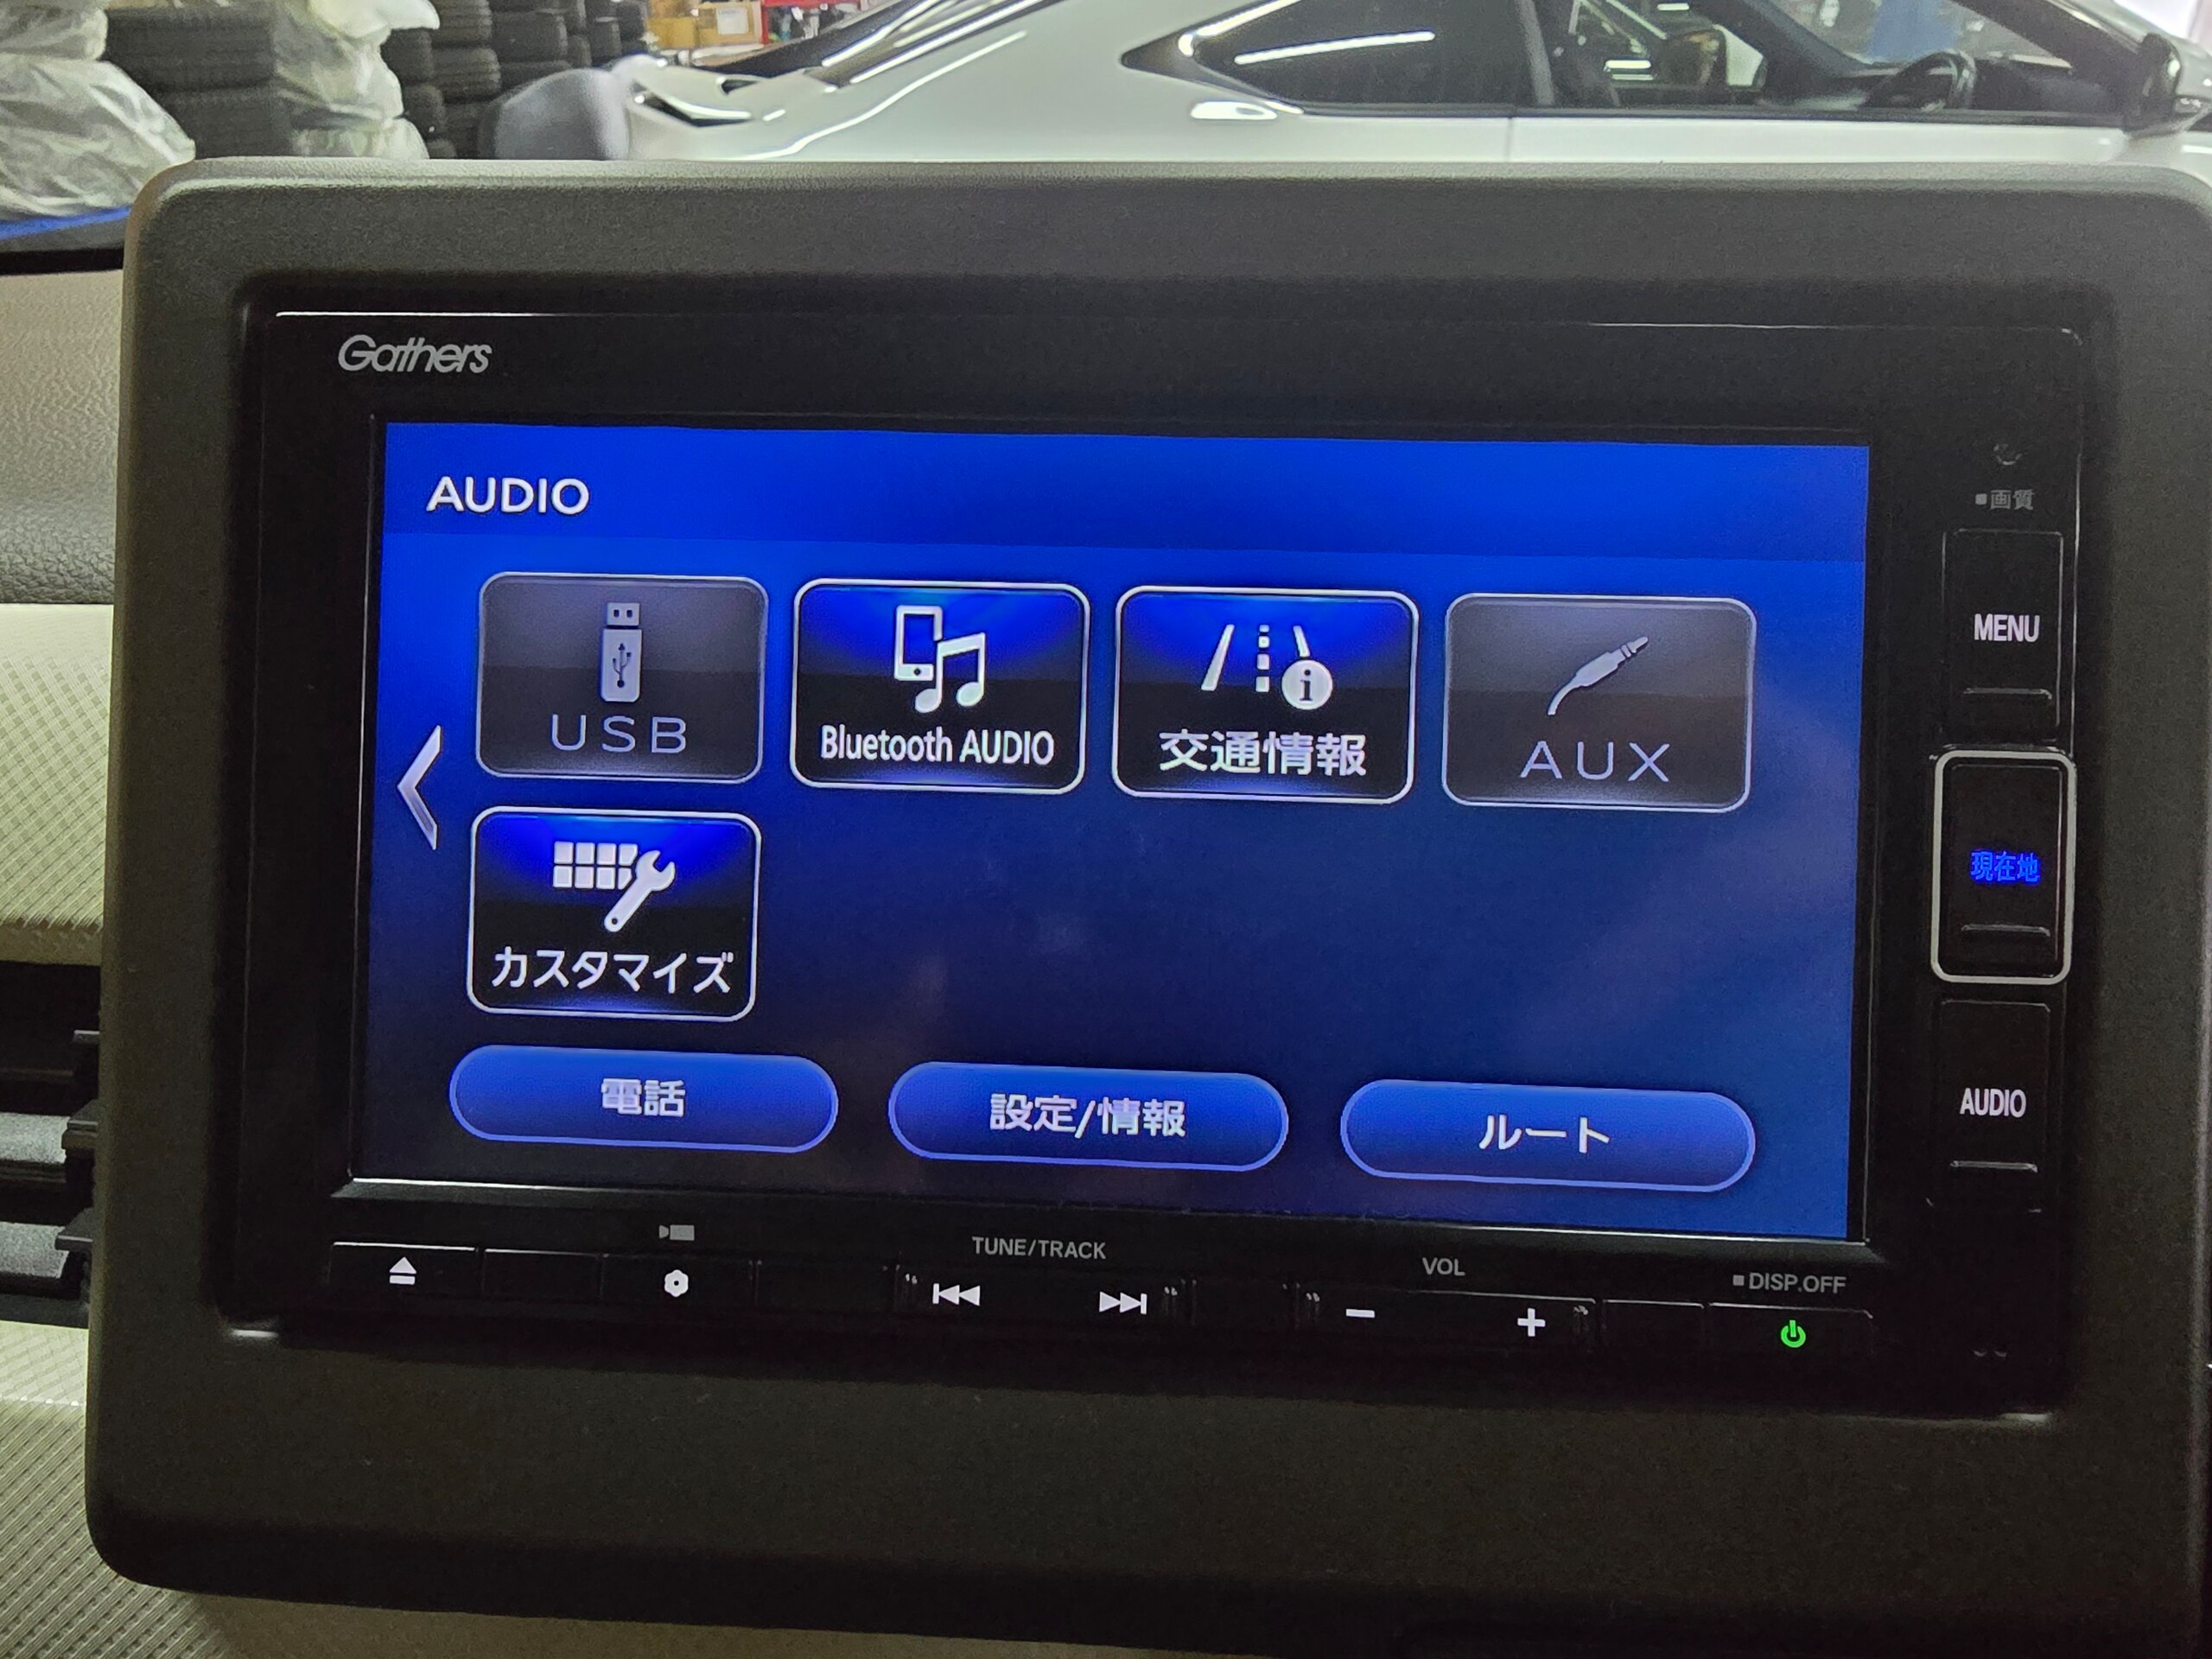 Gathers
AUDIO
■画質
USB
Bluetooth AUDIO
交通情報
AUX
MENU
カスタマイズ
現在地
電話
設定/情報
ルート
AUDIO
TUNE/TRACK
VOL
■DISP.OFF